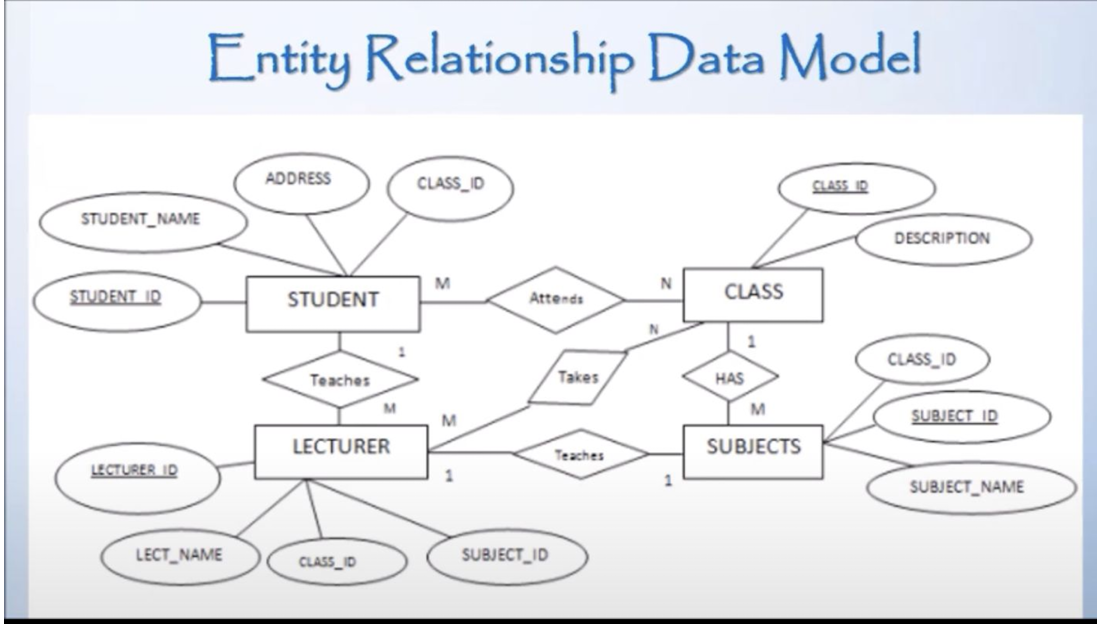 Entity Relationship Data Model
ADDRESS
CLASS_ID
STUDENT_NAME
STUDENT_ID
STUDENT
M
Attends
N
CLASS
CLASS_ID
DESCRIPTION
1
Teaches
M
N
Takes
M
1
HAS
M
LECTURER
1
Teaches
1
SUBJECTS
CLASS_ID
SUBJECT_ID
SUBJECT_NAME
LECTURER_ID
LECT_NAME
CLASS_ID
SUBJECT_ID